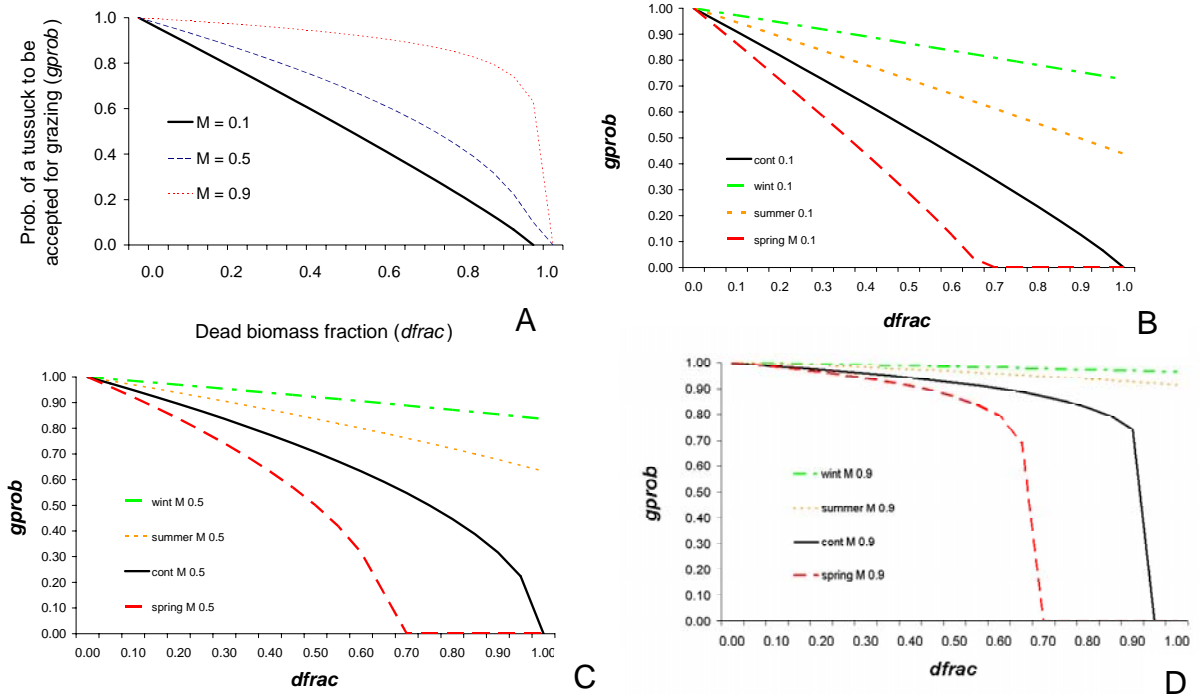 Prob. of a tussuck to be
accepted for grazing (gprob)
1.0
0.8
0.6
0.4
0.2
0.0
M = 0.1
M = 0.5
M = 0.9
0.0 0.2 0.4 0.6 0.8 1.0
Dead biomass fraction (dfrac)
A
gprob
1.00
0.90
0.80
0.70
0.60
0.50
0.40
0.30
0.20
0.10
0.00
cont 0.1
wint 0.1
summer 0.1
spring M 0.1
0.0 0.1 0.2 0.3 0.4 0.5 0.6 0.7 0.8 0.9 1.0
dfrac
B
gprob
1.00
0.90
0.80
0.70
0.60
0.50
0.40
0.30
0.20
0.10
0.00
wint M 0.5
summer M 0.5
cont M 0.5
spring M 0.5
0.00 0.10 0.20 0.30 0.40 0.50 0.60 0.70 0.80 0.90 1.00
dfrac
C
gprob
1.00
0.90
0.80
0.70
0.60
0.50
0.40
0.30
0.20
0.10
0.00
wint M 0.9
summer M 0.9
cont M 0.9
spring M 0.9
0.00 0.10 0.20 0.30 0.40 0.50 0.60 0.70 0.80 0.90 1.00
dfrac
D